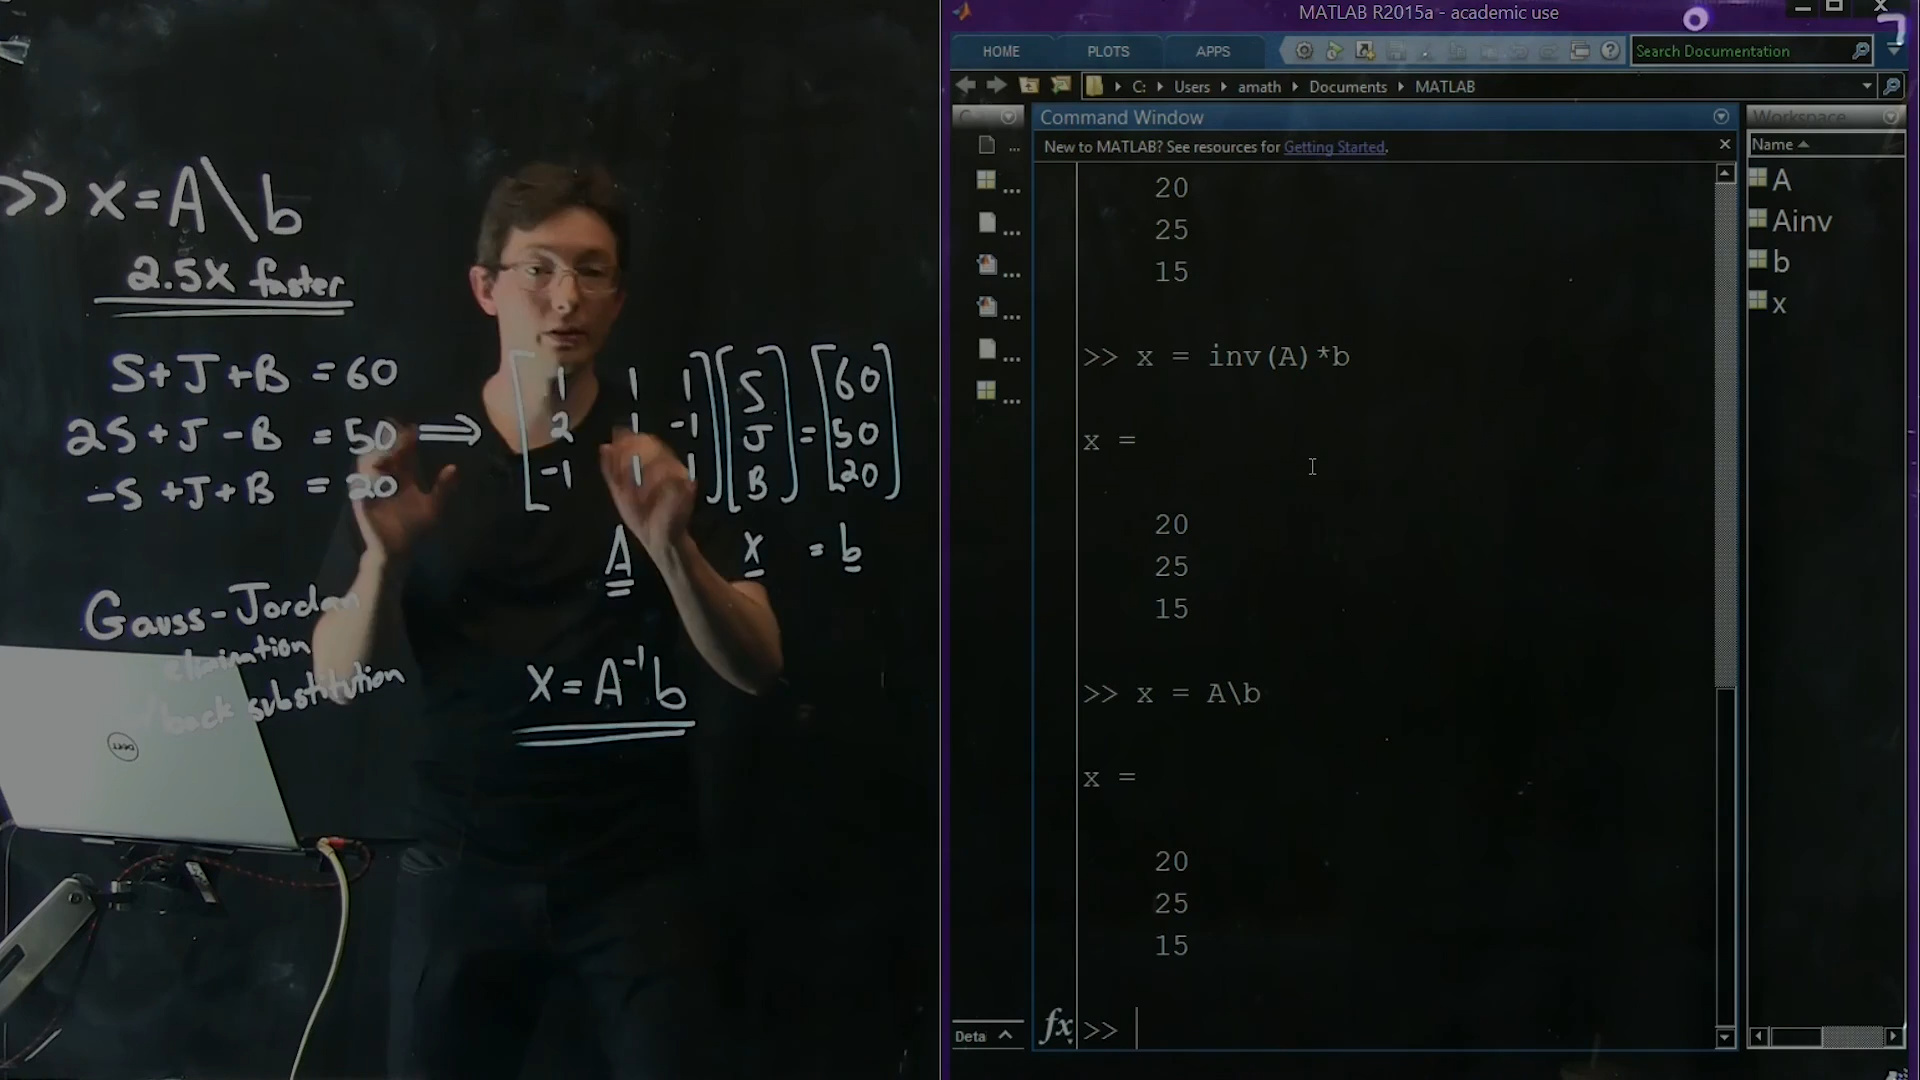 >> x=A\b
2.5x faster
S+J+B = 60
2S+J-B = 50
-S+J+B = 20
⇒
[1 1 1][S] = [60]
[2 1 -1][J] = [50]
[-1 1 1][B] = [20]
A x = b
Gauss-Jordan
elimination
w/ back substitution
x=A⁻¹b
DELL
MATLAB R2015a - academic use
HOME PLOTS APPS
Search Documentation
C: Users amath Documents MATLAB
Command Window
New to MATLAB? See resources for Getting Started.
20
25
15
>> x = inv(A)*b
x =
20
25
15
>> x = A\b
x =
20
25
15
fx >>
Deta
Workspace
Name
A
Ainv
b
x